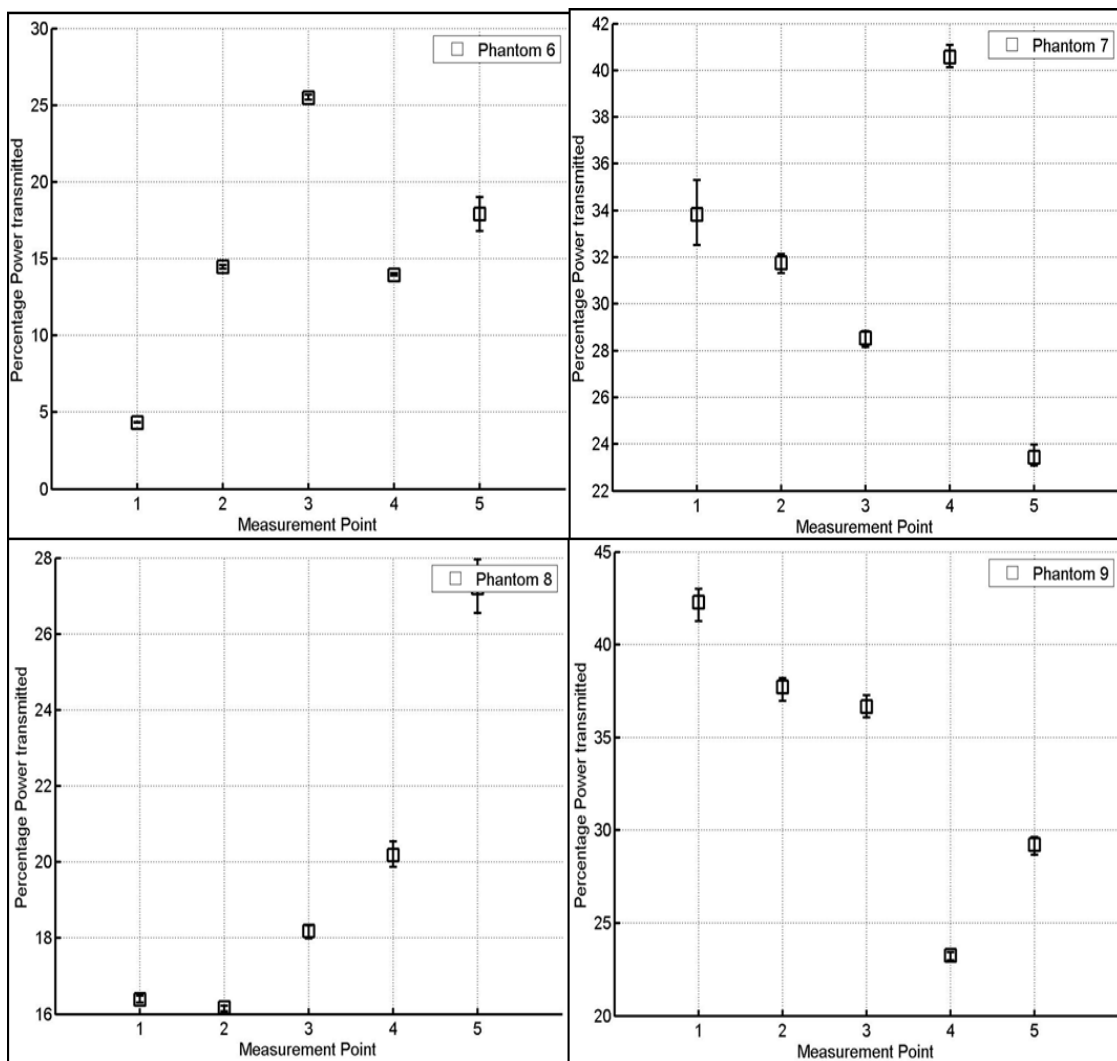 30
25
20
15
10
5
0
Percentage Power transmitted
Phantom 6
1 2 3 4 5
Measurement Point
42
40
38
36
34
32
30
28
26
24
22
Percentage Power transmitted
Phantom 7
1 2 3 4 5
Measurement Point
28
26
24
22
20
18
16
Percentage Power transmitted
Phantom 8
1 2 3 4 5
Measurement Point
45
40
35
30
25
20
Percentage Power transmitted
Phantom 9
1 2 3 4 5
Measurement Point